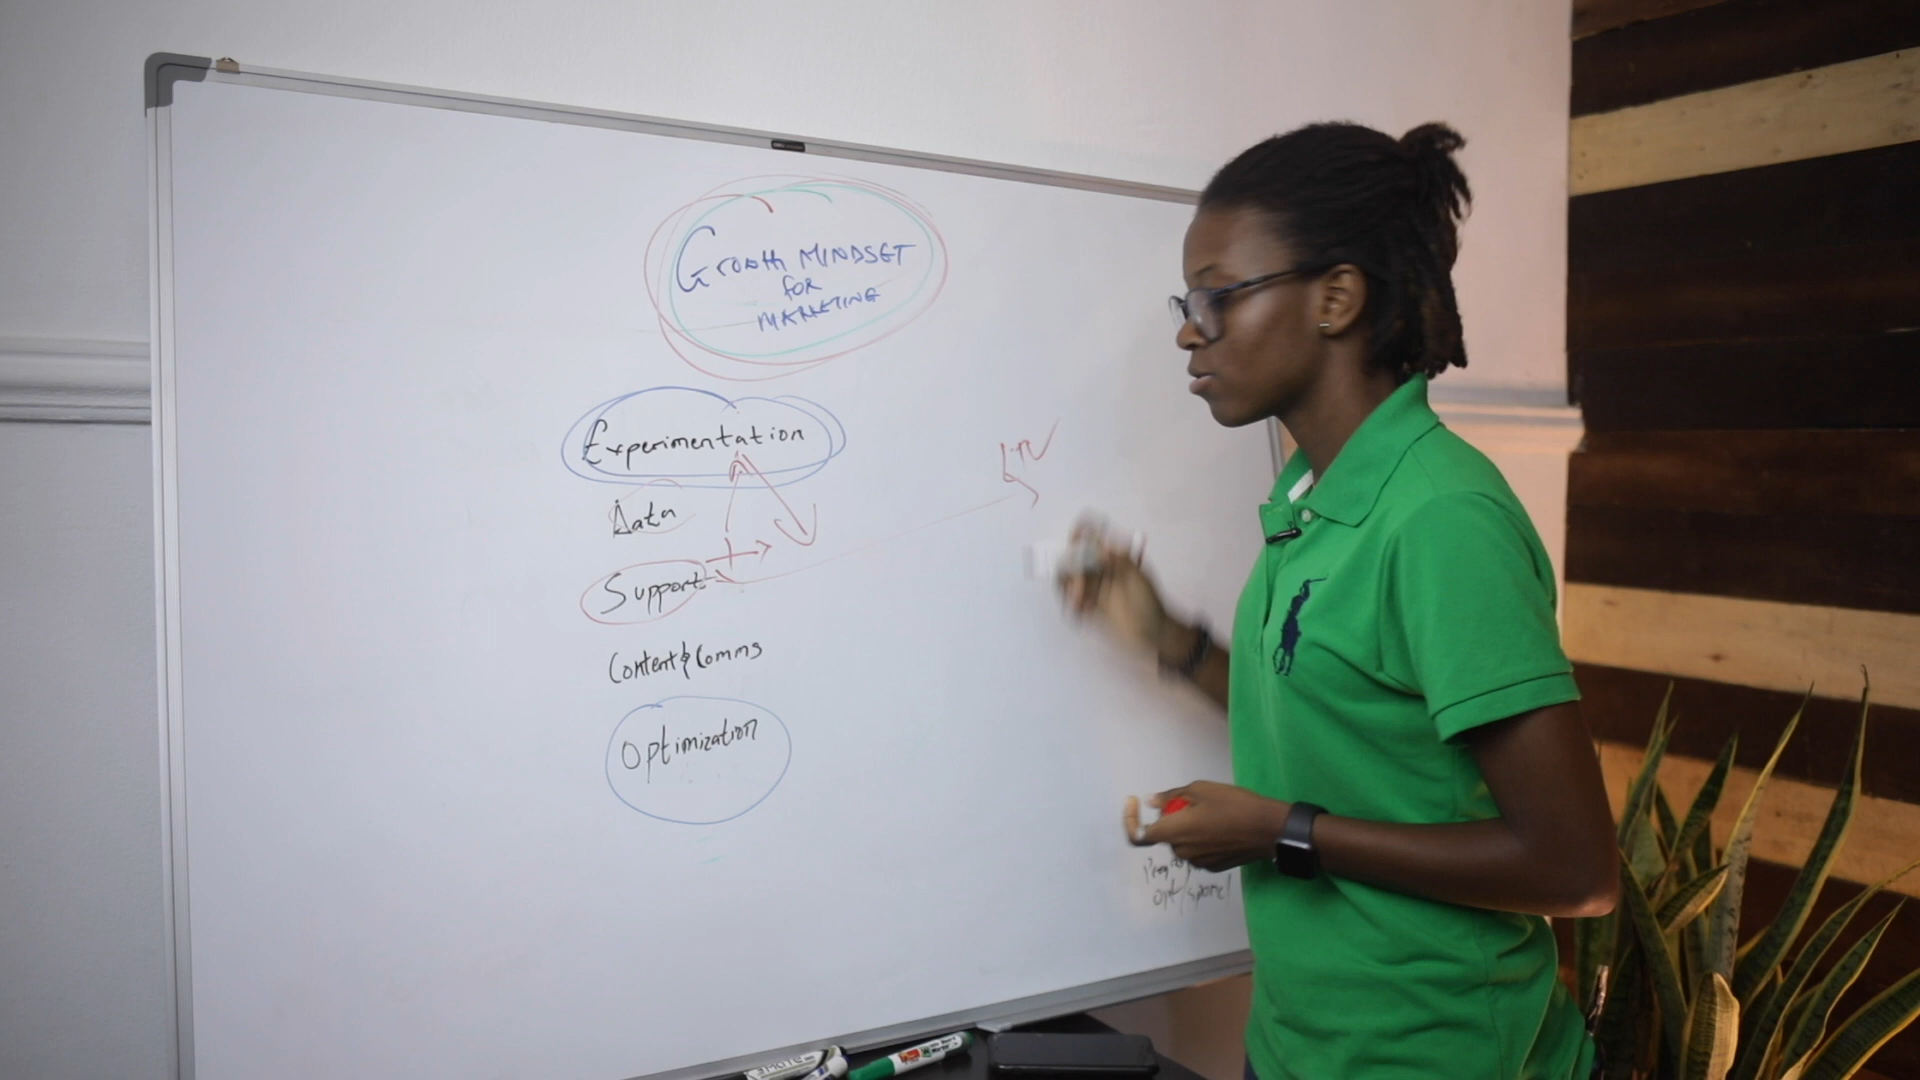 Growth MINDSET
FOR
MARKETING
Experimentation
Data
Support
Content & Comms
Optimization